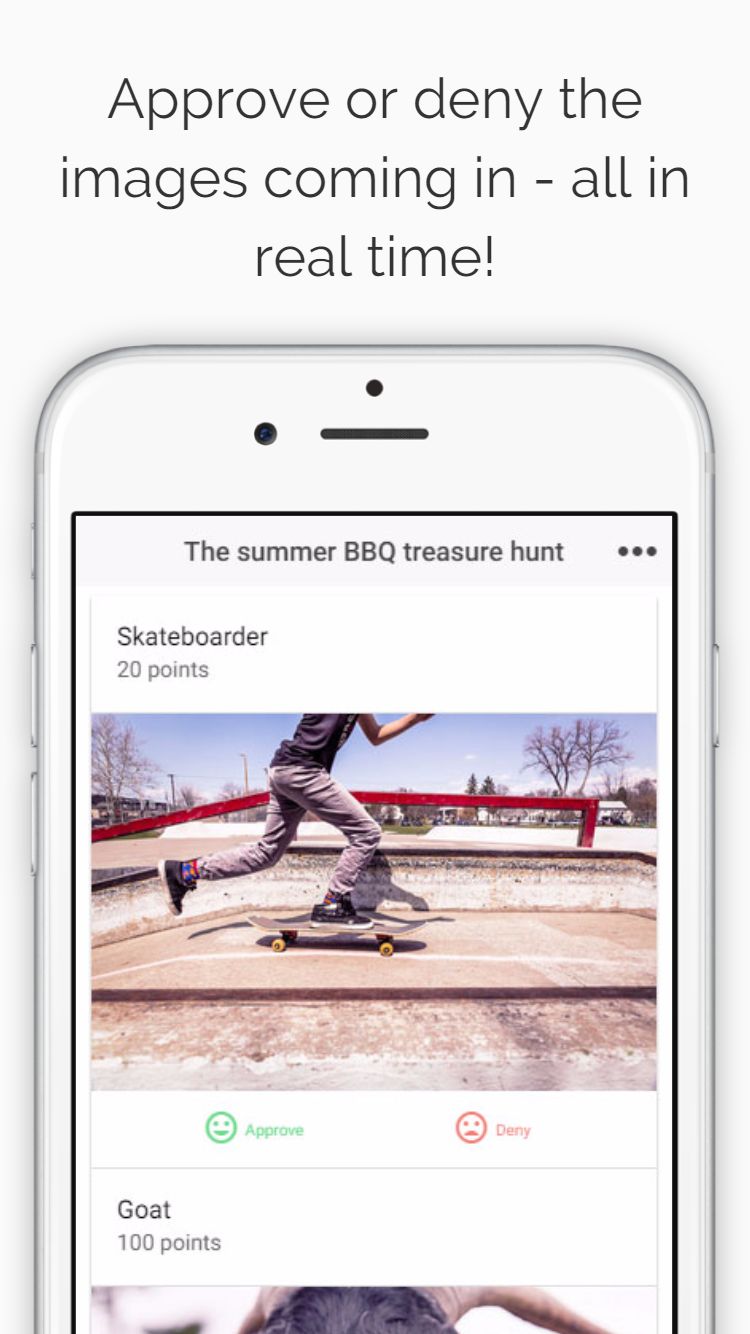 Approve or deny the
images coming in - all in
real time!
The summer BBQ treasure hunt
Skateboarder
20 points
Approve
Deny
Goat
100 points